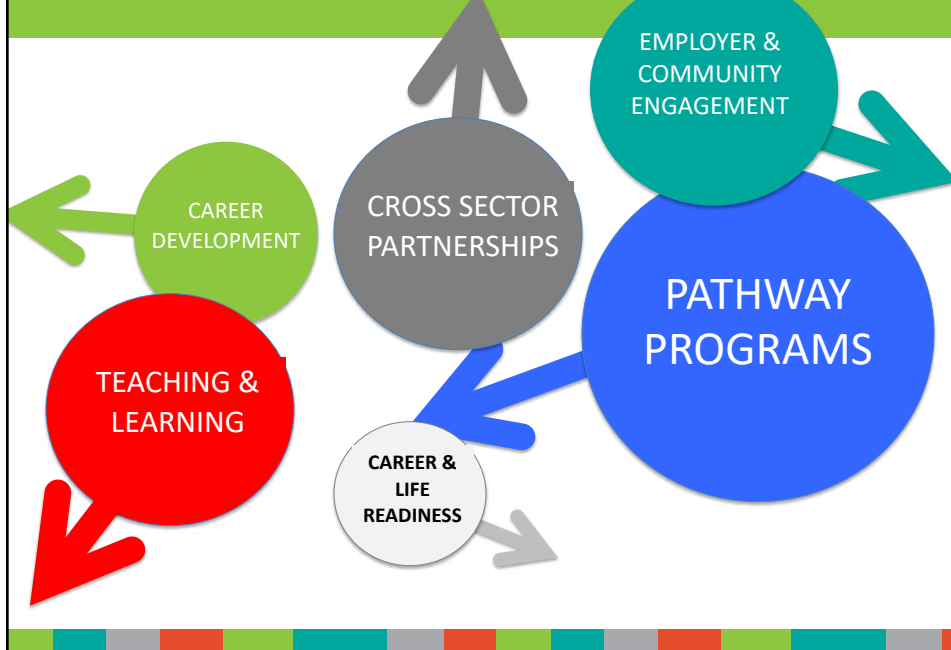 EMPLOYER &
COMMUNITY
ENGAGEMENT
CAREER
DEVELOPMENT
CROSS SECTOR
PARTNERSHIPS
PATHWAY
PROGRAMS
TEACHING &
LEARNING
CAREER &
LIFE
READINESS